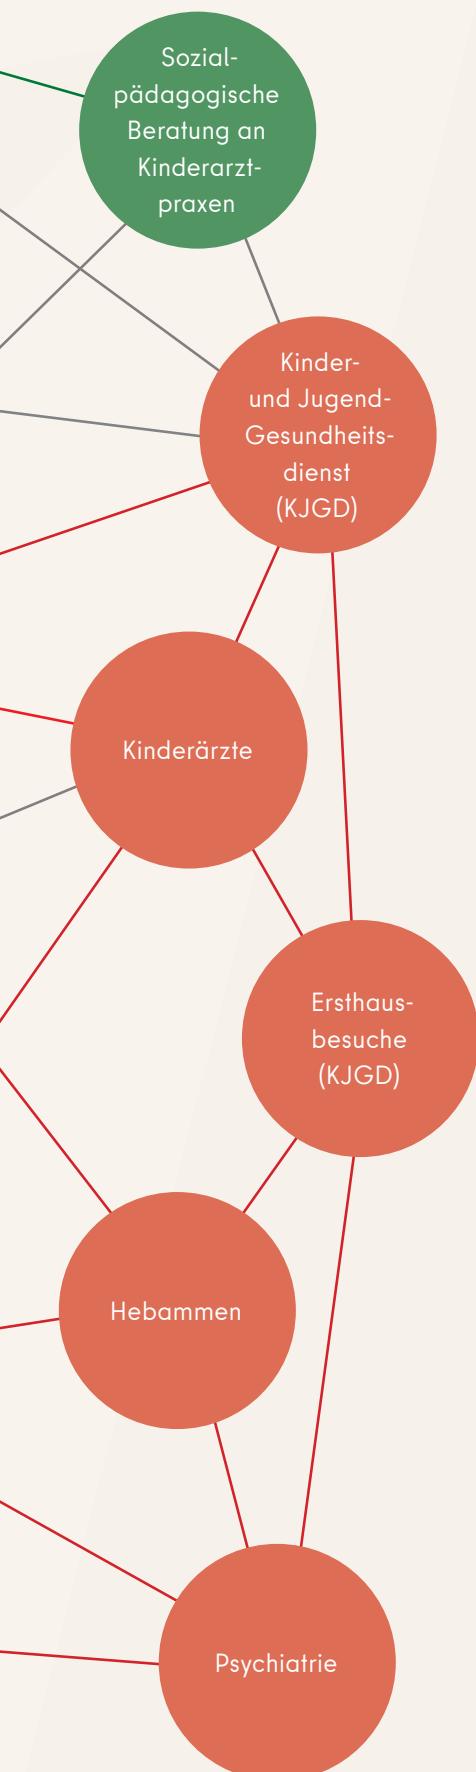 Sozial-
pädagogische
Beratung an
Kinderarzt-
praxen
Kinder-
und Jugend-
Gesundheits-
dienst
(KJGD)
Kinderärzte
Ersthaus-
besuche
(KJGD)
Hebammen
Psychiatrie